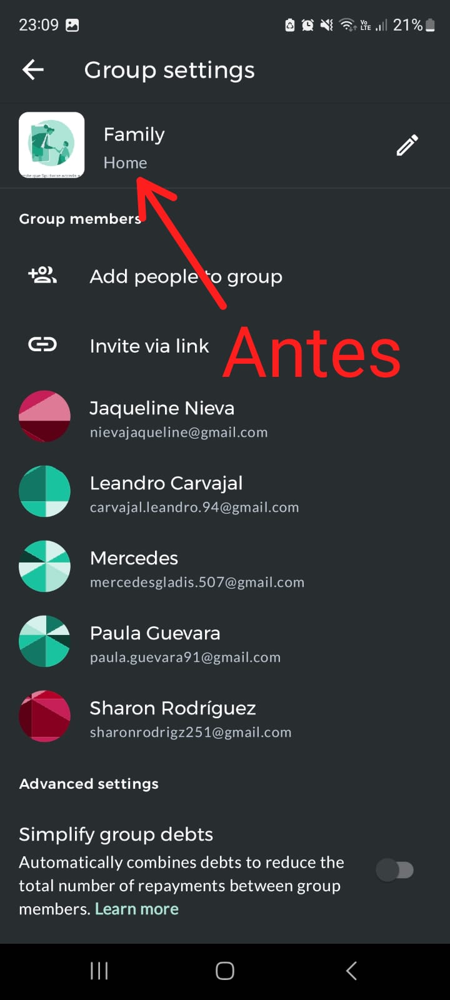 23:09
Vo
LTE
21%
Group settings
Family
Home
Group members
Add people to group
Invite via link
Antes
Jaqueline Nieva
nievajaqueline@gmail.com
Leandro Carvajal
carvajal.leandro.94@gmail.com
Mercedes
mercedesgladis.507@gmail.com
Paula Guevara
paula.guevara91@gmail.com
Sharon Rodríguez
sharonrodrigz251@gmail.com
Advanced settings
Simplify group debts
Automatically combines debts to reduce the
total number of repayments between group
members. Learn more